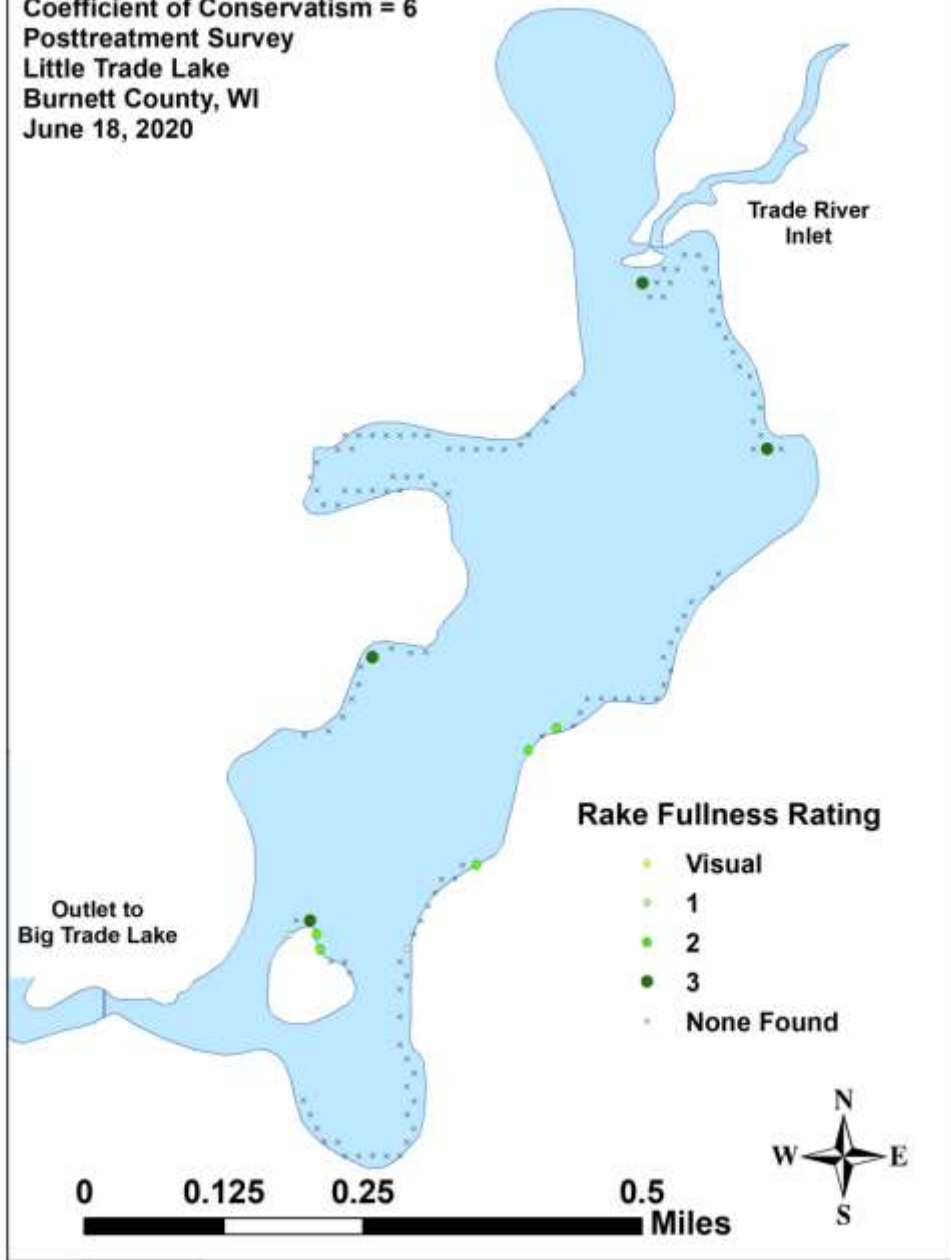 Coefficient of Conservatism = 6
Posttreatment Survey
Little Trade Lake
Burnett County, WI
June 18, 2020
Trade River
Inlet
Rake Fullness Rating
Visual
1
2
3
None Found
Outlet to
Big Trade Lake
N
W E
S
0 0.125 0.25 0.5
Miles